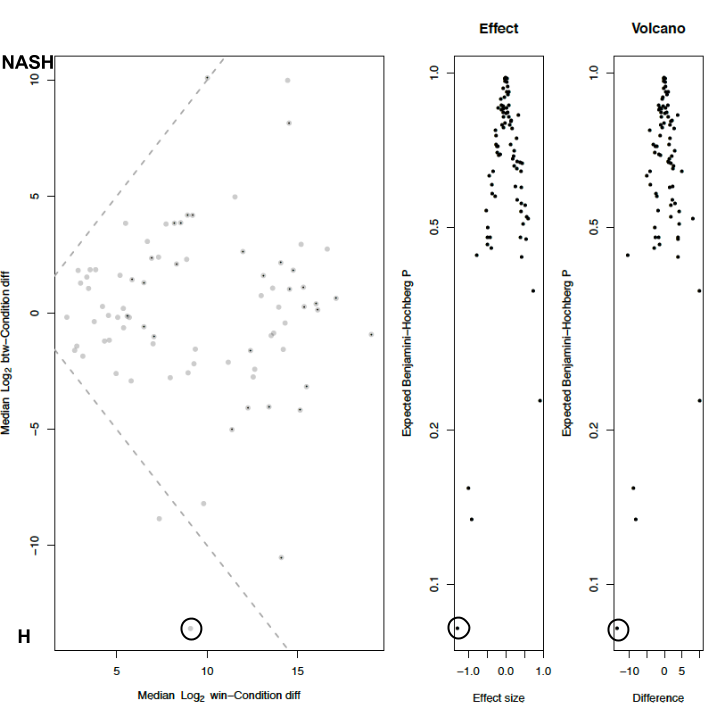 Effect
Volcano
NASH
H
10
5
0
−5
−10
Median Log2 btw−Condition diff
5
10
15
Median Log2 win−Condition diff
1.0
0.5
0.2
0.1
Expected Benjamini−Hochberg P
−1.0
0.0
1.0
Effect size
1.0
0.5
0.2
0.1
Expected Benjamini−Hochberg P
−10
0
5
Difference